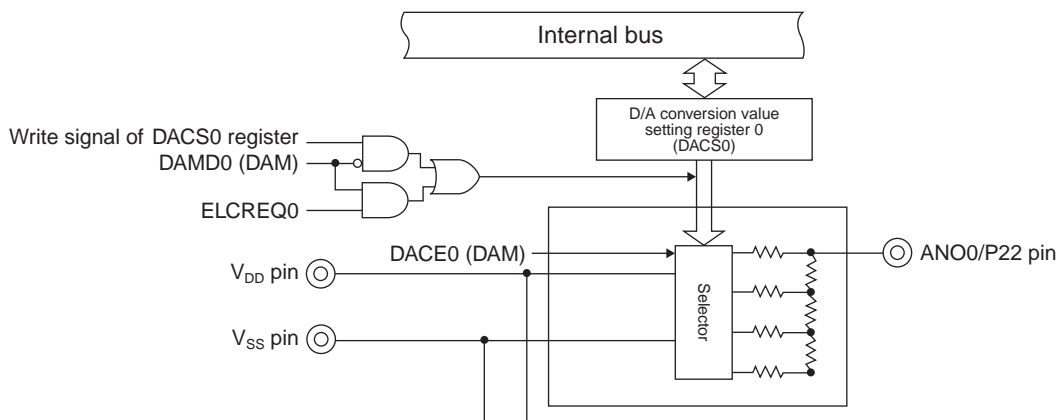 Internal bus
D/A conversion value
setting register 0
(DACS0)
Write signal of DACS0 register
DAMD0 (DAM)
ELCREQ0
DACE0 (DAM)
ANO0/P22 pin
VDD pin
Selector
VSS pin